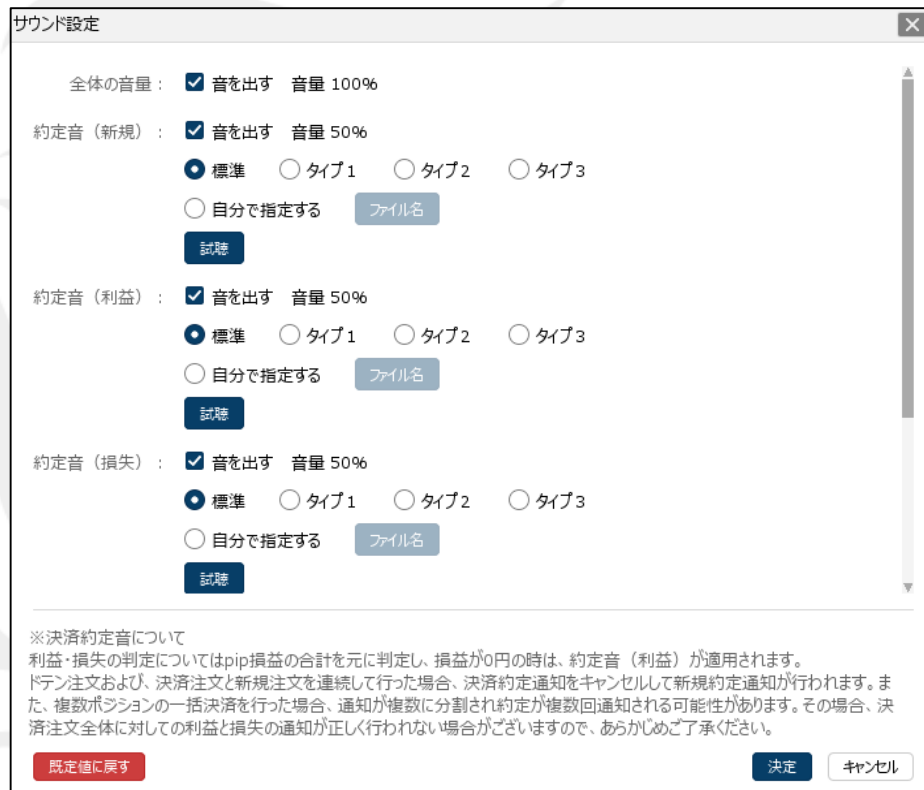 サウンド設定
全体の音量： 音を出す 音量 100%
約定音（新規）： 音を出す 音量 50%
標準 タイプ1 タイプ2 タイプ3
自分で指定する ファイル名
試聴
約定音（利益）： 音を出す 音量 50%
標準 タイプ1 タイプ2 タイプ3
自分で指定する ファイル名
試聴
約定音（損失）： 音を出す 音量 50%
標準 タイプ1 タイプ2 タイプ3
自分で指定する ファイル名
試聴
※決済約定音について
利益・損失の判定についてはpip損益の合計を元に判定し、損益が0円の時は、約定音（利益）が適用されます。
ドテン注文および、決済注文と新規注文を連続して行った場合、決済約定通知をキャンセルして新規約定通知が行われます。ま
た、複数ポジションの一括決済を行った場合、通知が複数に分割され約定が複数回通知される可能性があります。その場合、決
済注文全体に対しての利益と損失の通知が正しく行われない場合がございますので、あらかじめご了承ください。
既定値に戻す 決定 キャンセル